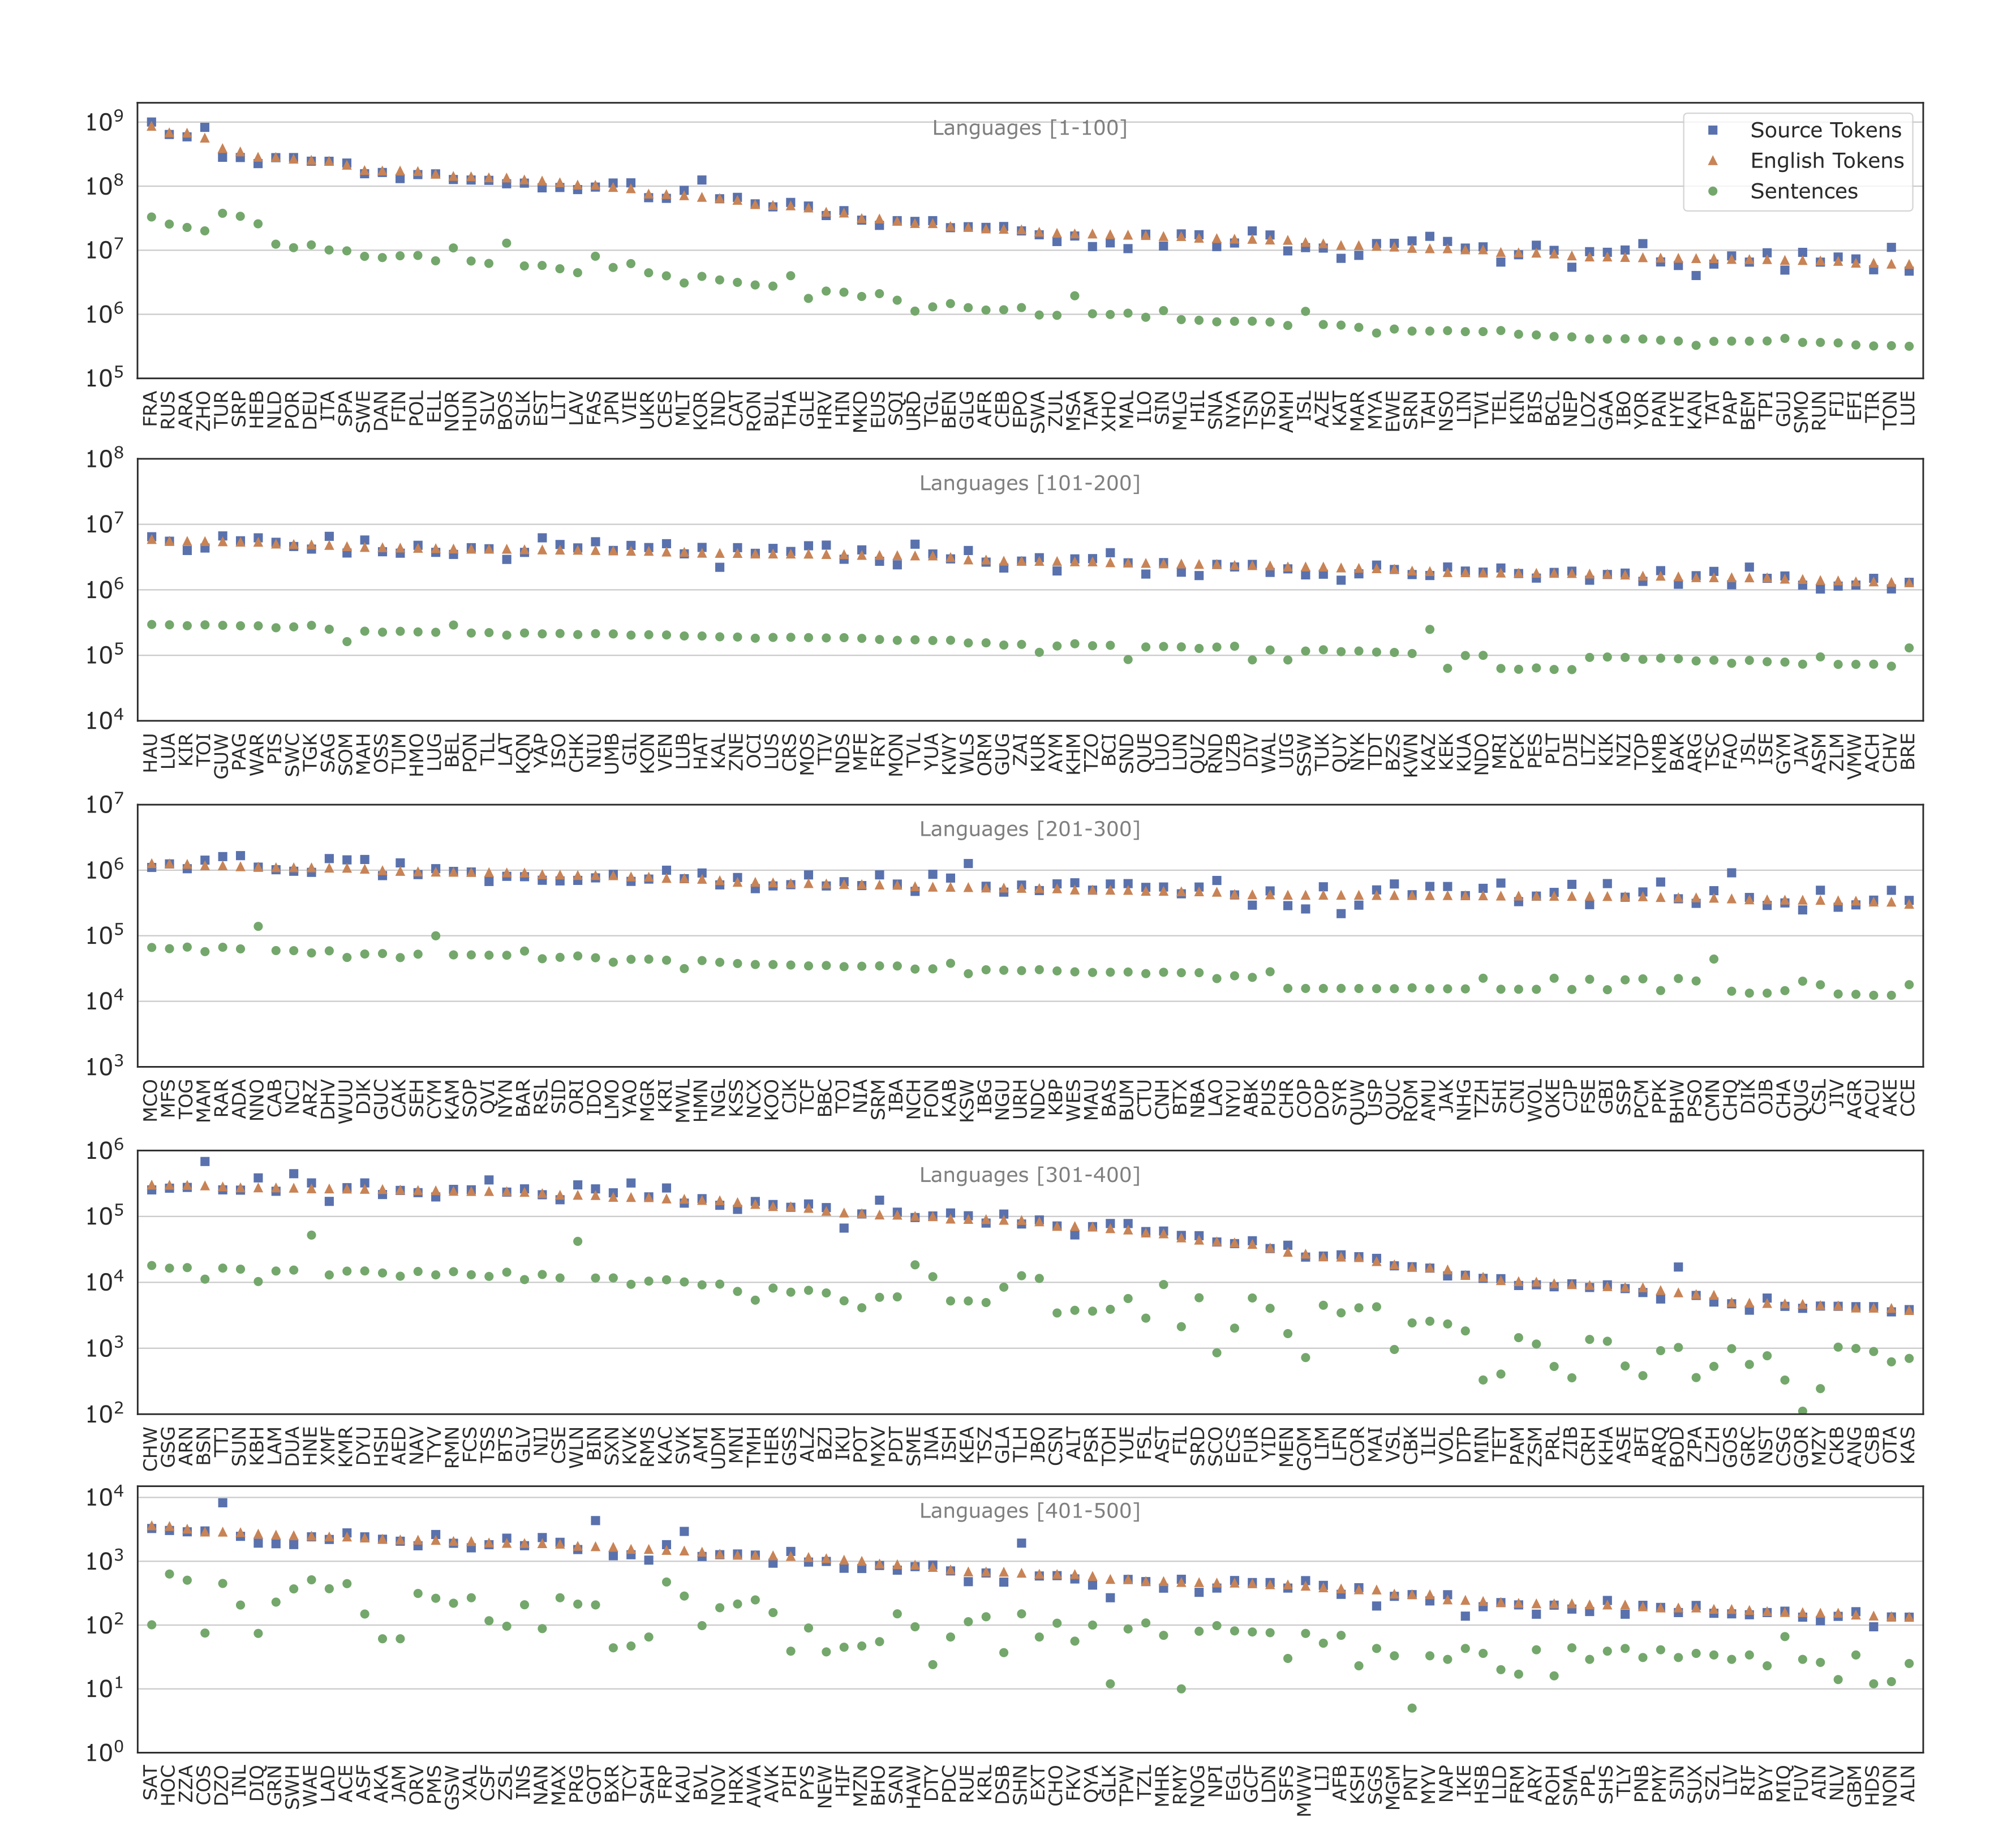 Languages [1-100]
10^9
10^8
10^7
10^6
10^5
Source Tokens
English Tokens
Sentences
FRA RUS ARA ZHO TUR SRP HEB NLD POR DEU ITA SPA SWE DAN FIN POL ELL NOR HUN SLV BOS SLK EST LIT LAV FAS JPN VIE UKR CES MLT KOR IND CAT RON BUL THA GLE HRV HIN MKD EUS SQI URD TGL BEN GLG AFR CEB EPO SWA ZUL MSA TAM XHO MAL ILO SIN MLG HIL SNA NYA TSN TSO AMH ISL AZE KAT MAR MYA EWE SRN TAH NSO LIN TWI TEL KIN BIS BCL NEP LOZ GAA IBO YOR PAN HYE KAN TAT PAP BEM TPI GUJ SMO RUN FIJ EFI TIR TON LUE
Languages [101-200]
10^8
10^7
10^6
10^5
10^4
HAU LUA KIR TOI GUW PAG WAR PIS SWC TGK SAG SOM MAH OSS TUM HMO LUG BEL PON TLL LAT KQN YAP ISO CHK NIU UMB GIL KON VEN LUB HAT KAL ZNE OCI LUS CRS MOS TIV NDS MFE FRY MON TVL YUA KWY WLS ORM GUG ZAI KUR AYM KHM TZO BCI SND QUE LUO LUN QUZ RND UZB DIV WAL UIG SSW TUK QUY NYK TDT BZS KWN KAZ KEK KUA NDO MRI PCK PES PLT DJE LTZ KIK NZI TOP KMB BAK ARG TSC FAO JSL ISE GYM JAV ASM ZLM VMW ACH CHV BRE
Languages [201-300]
10^7
10^6
10^5
10^4
10^3
MCO MFS TOG MAM RAR ADA NNO CAB NCJ ARZ DHV WUU DJK GUC CAK SEH CYM KAM SOP QVI NYN BAR RSL SID ORI IDO LMO YAO MGR KRI MWL HMN NGL KSS NCX KOO CJK TCF BBC TOJ NIA SRM IBA NCH FON KAB KSW IBG NGU URH NDC KBP WES MAU BAS BUM CTU CNH BTX NBA LAO NYU ABK PUS CHR COP DOP SYR QUW USP QUC ROM AMU JAK NHG TZH SHI CNI WOL OKE CJP FSE GBI SSP PCM PPK BHW PSO CMN CHQ DIK OJB CHA QUG CSL JIV AGR ACU AKE CCE
Languages [301-400]
10^6
10^5
10^4
10^3
10^2
CHW GSG ARN BSN TTJ SUN KBH LAM DUA HNE XMF KMR DYU HSH AED NAV TYV RMN FCS TSS BTS GLV NIJ CSE WLN BIN SXN KVK RMS KAC SVK AMI UDM MNI TMH HER GSS ALZ BZJ IKU POT MXV PDT SME INA ISH KEA TSZ GLA TLH JBO CSN ALT PSR TOH YUE FSL AST FIL SRD SCO ECS FUR YID MEN GOM LIM LFN COR MAI VSL CBK ILE VOL DTP MIN TET PAM ZSM PRL ZIB CRH KHA ASE BFI ARQ BOD ZPA LZH GOS GRC NST CSG GOR MZY CKB ANG CSB OTA KAS
Languages [401-500]
10^4
10^3
10^2
10^1
10^0
SAT HOC ZZA COS DZO INL DIQ GRN SWH WAE LAD ACE ASF AKA JAM ORV PMS GSW XAL CSF ZSL INS NAN MAX PRG GOT BXR TCY SAH FRP KAU BVL NOV HRX AWA AVK PIH PYS NEW HIF MZN BHO SAN HAW DTY PDC RUE KRL DSB SHN EXT CHO FKV QYA GLK TPW TZL MHR RMY NOG NPI EGL GCF LDN SFS MWW LIJ AFB KSH SGS MGM PNT MYV NAP IKE HSB LLD FRM ARY ROH SMA PPL SHS TLY PNB PMY SJN SUX SZL LIV RIF BVY MIQ FUV AIN NLV GBM HDS NON ALN